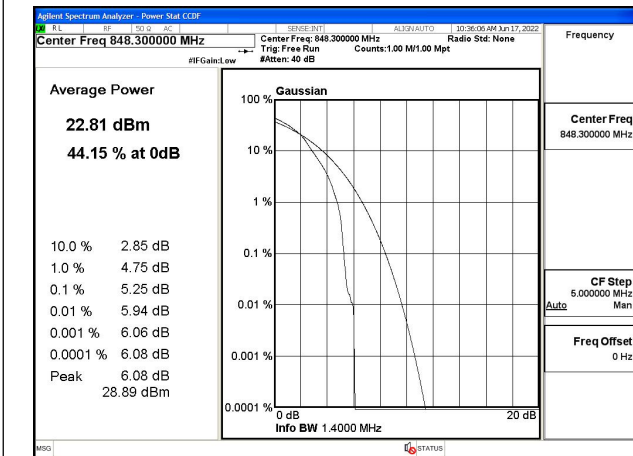 Agilent Spectrum Analyzer - Power Stat CCDF
RL RF 50 Ω AC SENSE:INT ALIGN AUTO 10:36:06 AM Jun 17, 2022
Center Freq 848.300000 MHz
Center Freq: 848.300000 MHz Radio Std: None
Trig: Free Run Counts:1.00 M/1.00 Mpt
#IFGain:Low #Atten: 40 dB
Frequency
Average Power
22.81 dBm
44.15 % at 0dB
10.0 % 2.85 dB
1.0 % 4.75 dB
0.1 % 5.25 dB
0.01 % 5.94 dB
0.001 % 6.06 dB
0.0001 % 6.08 dB
Peak 6.08 dB
28.89 dBm
Gaussian
100 %
10 %
1 %
0.1 %
0.01 %
0.001 %
0.0001 %
0 dB 20 dB
Info BW 1.4000 MHz
Center Freq
848.300000 MHz
CF Step
5.000000 MHz
Auto Man
Freq Offset
0 Hz
MSG STATUS